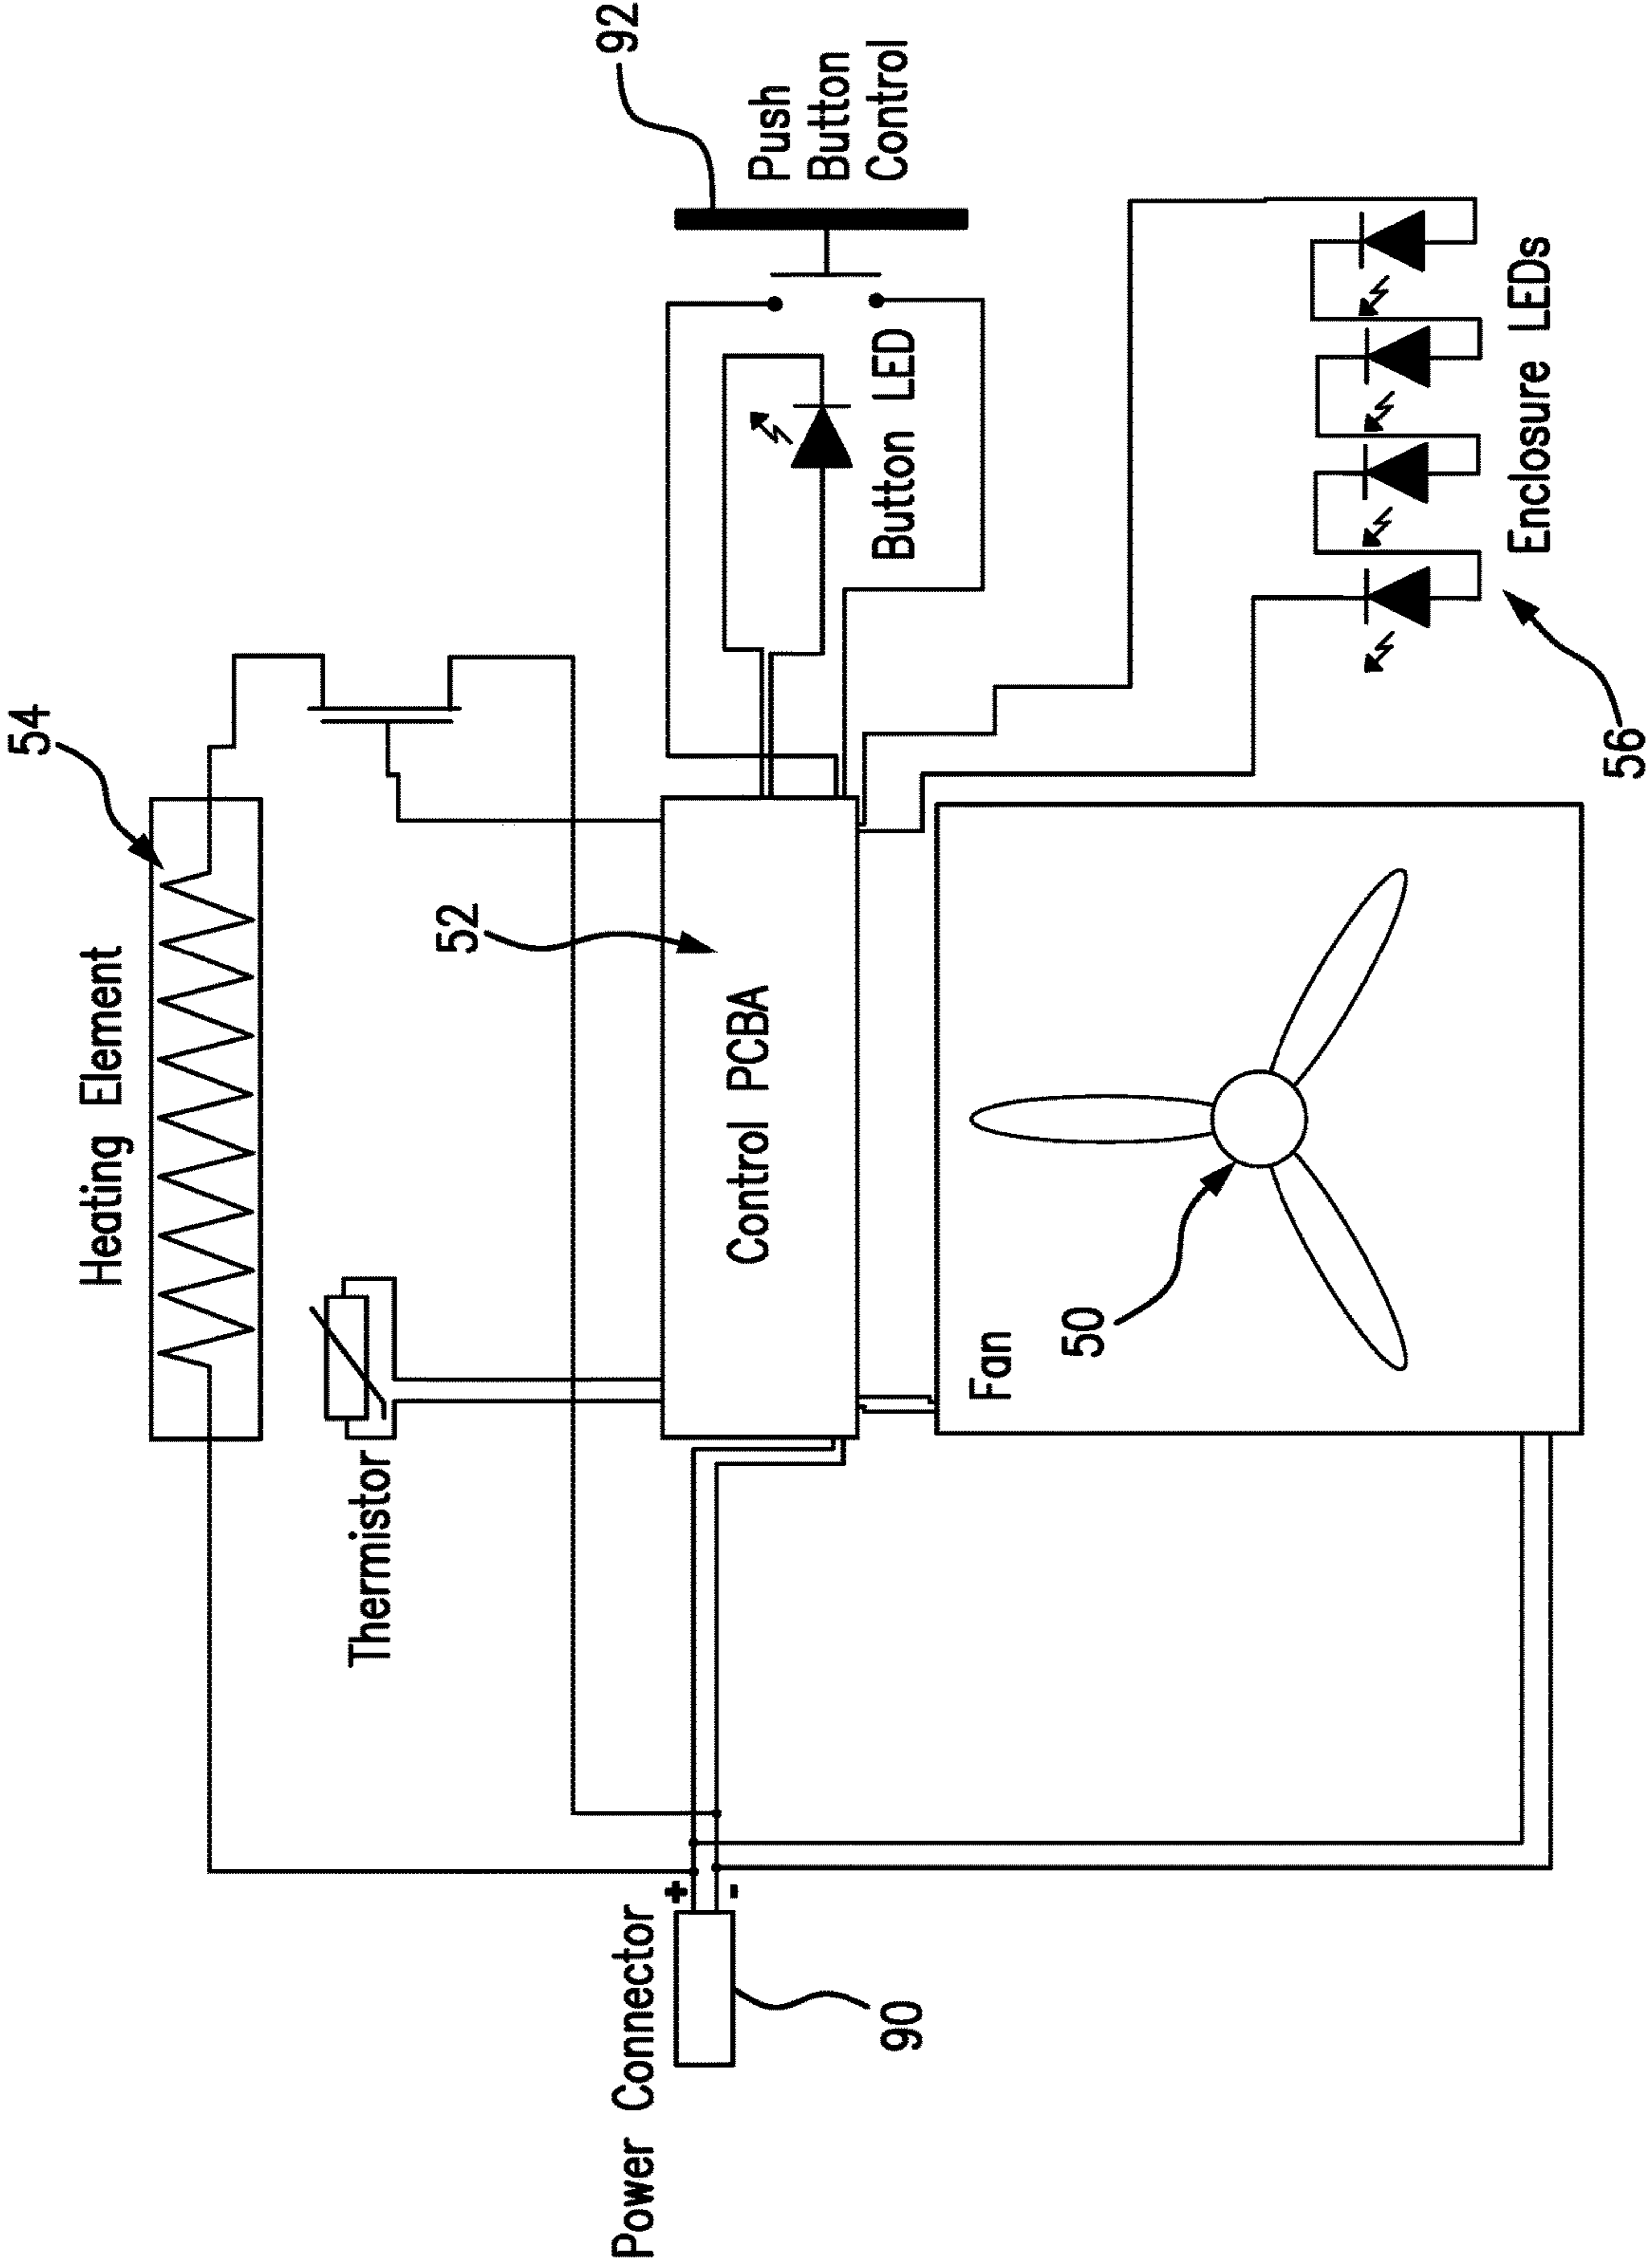 Heating Element
54
Thermistor
52
Control PCBA
Power Connector
+
-
90
92
Push
Button
Control
Button LED
Fan
50
Enclosure LEDs
56